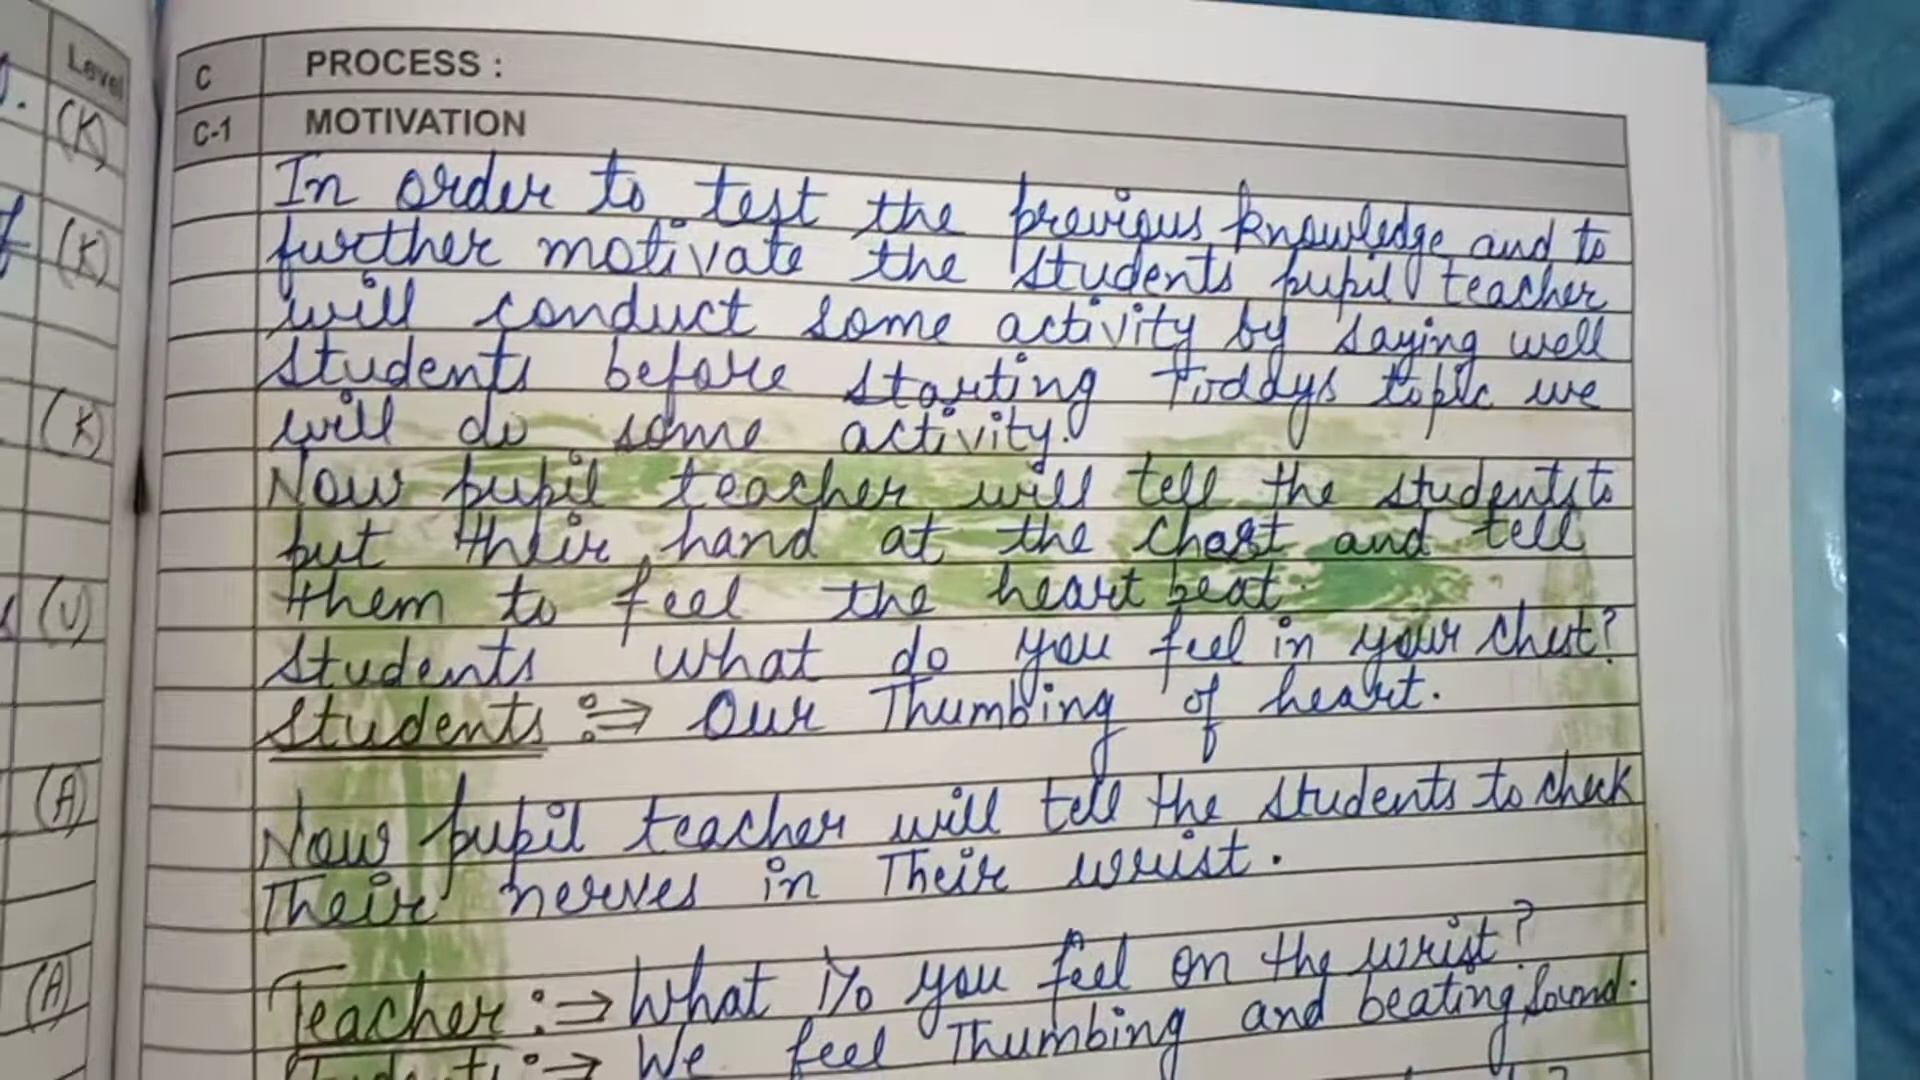 Level
(K)
(K)
(K)
(U)
(A)
(A)
C PROCESS :
C-1 MOTIVATION
In order to test the previous knowledge and to
further motivate the students pupil teacher
will conduct some activity by saying well
students before starting Todays topic we
will do some activity.
Now pupil teacher will tell the students to
put their hand at the chest and tell
them to feel the heart beat.
Students what do you feel in your chest?
Students :⇒ Our Thumbing of heart.
Now pupil teacher will tell the students to check
Their nerves in Their wrist.
Teacher :→ What do you feel on the wrist?
Students :→ We feel Thumbing and beating sound.